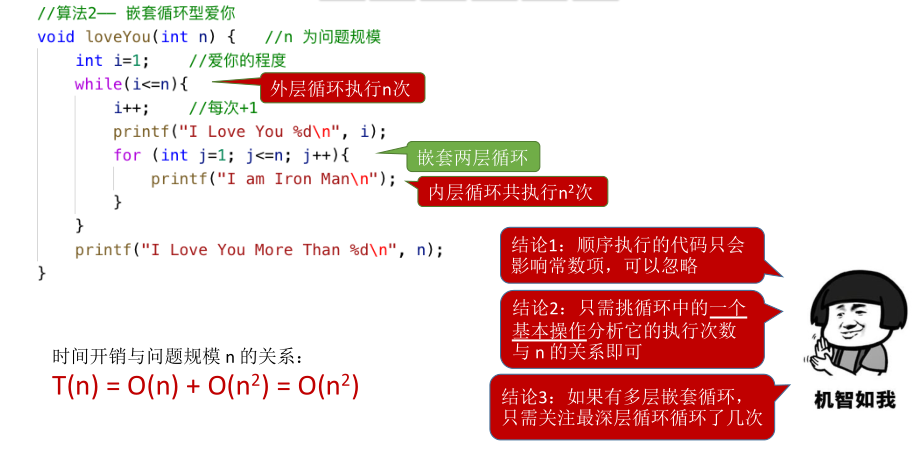 //算法2—— 嵌套循环型爱你
void loveYou(int n) {   //n 为问题规模
int i=1;    //爱你的程度
while(i<=n){
外层循环执行n次
i++;    //每次+1
printf("I Love You %d\n", i);
for (int j=1; j<=n; j++){
嵌套两层循环
printf("I am Iron Man\n");
内层循环共执行n²次
}
}
printf("I Love You More Than %d\n", n);
}
结论1：顺序执行的代码只会
影响常数项，可以忽略
结论2：只需挑循环中的一个
基本操作分析它的执行次数
与 n 的关系即可
时间开销与问题规模 n 的关系：
T(n) = O(n) + O(n²) = O(n²)
结论3：如果有多层嵌套循环，
只需关注最深层循环循环了几次
机智如我